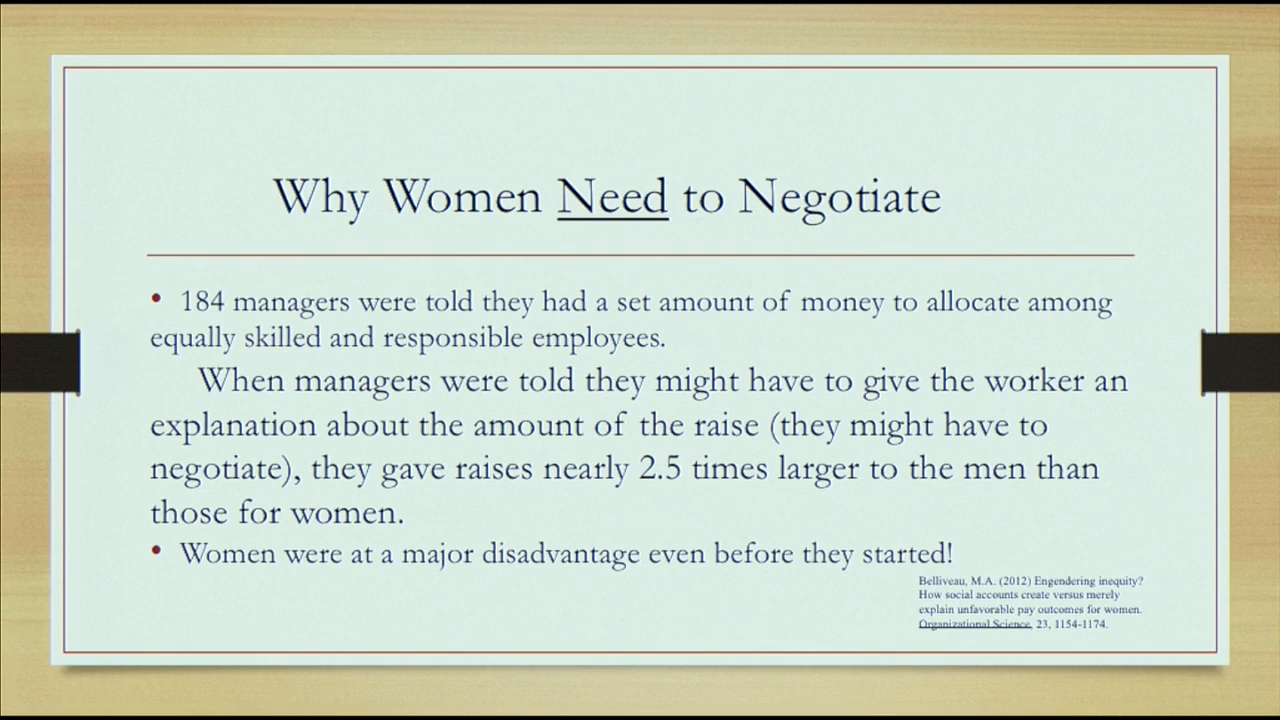 Why Women Need to Negotiate
• 184 managers were told they had a set amount of money to allocate among
equally skilled and responsible employees.
When managers were told they might have to give the worker an
explanation about the amount of the raise (they might have to
negotiate), they gave raises nearly 2.5 times larger to the men than
those for women.
• Women were at a major disadvantage even before they started!
Belliveau, M.A. (2012) Engendering inequity?
How social accounts create versus merely
explain unfavorable pay outcomes for women.
Organizational Science, 23, 1154-1174.